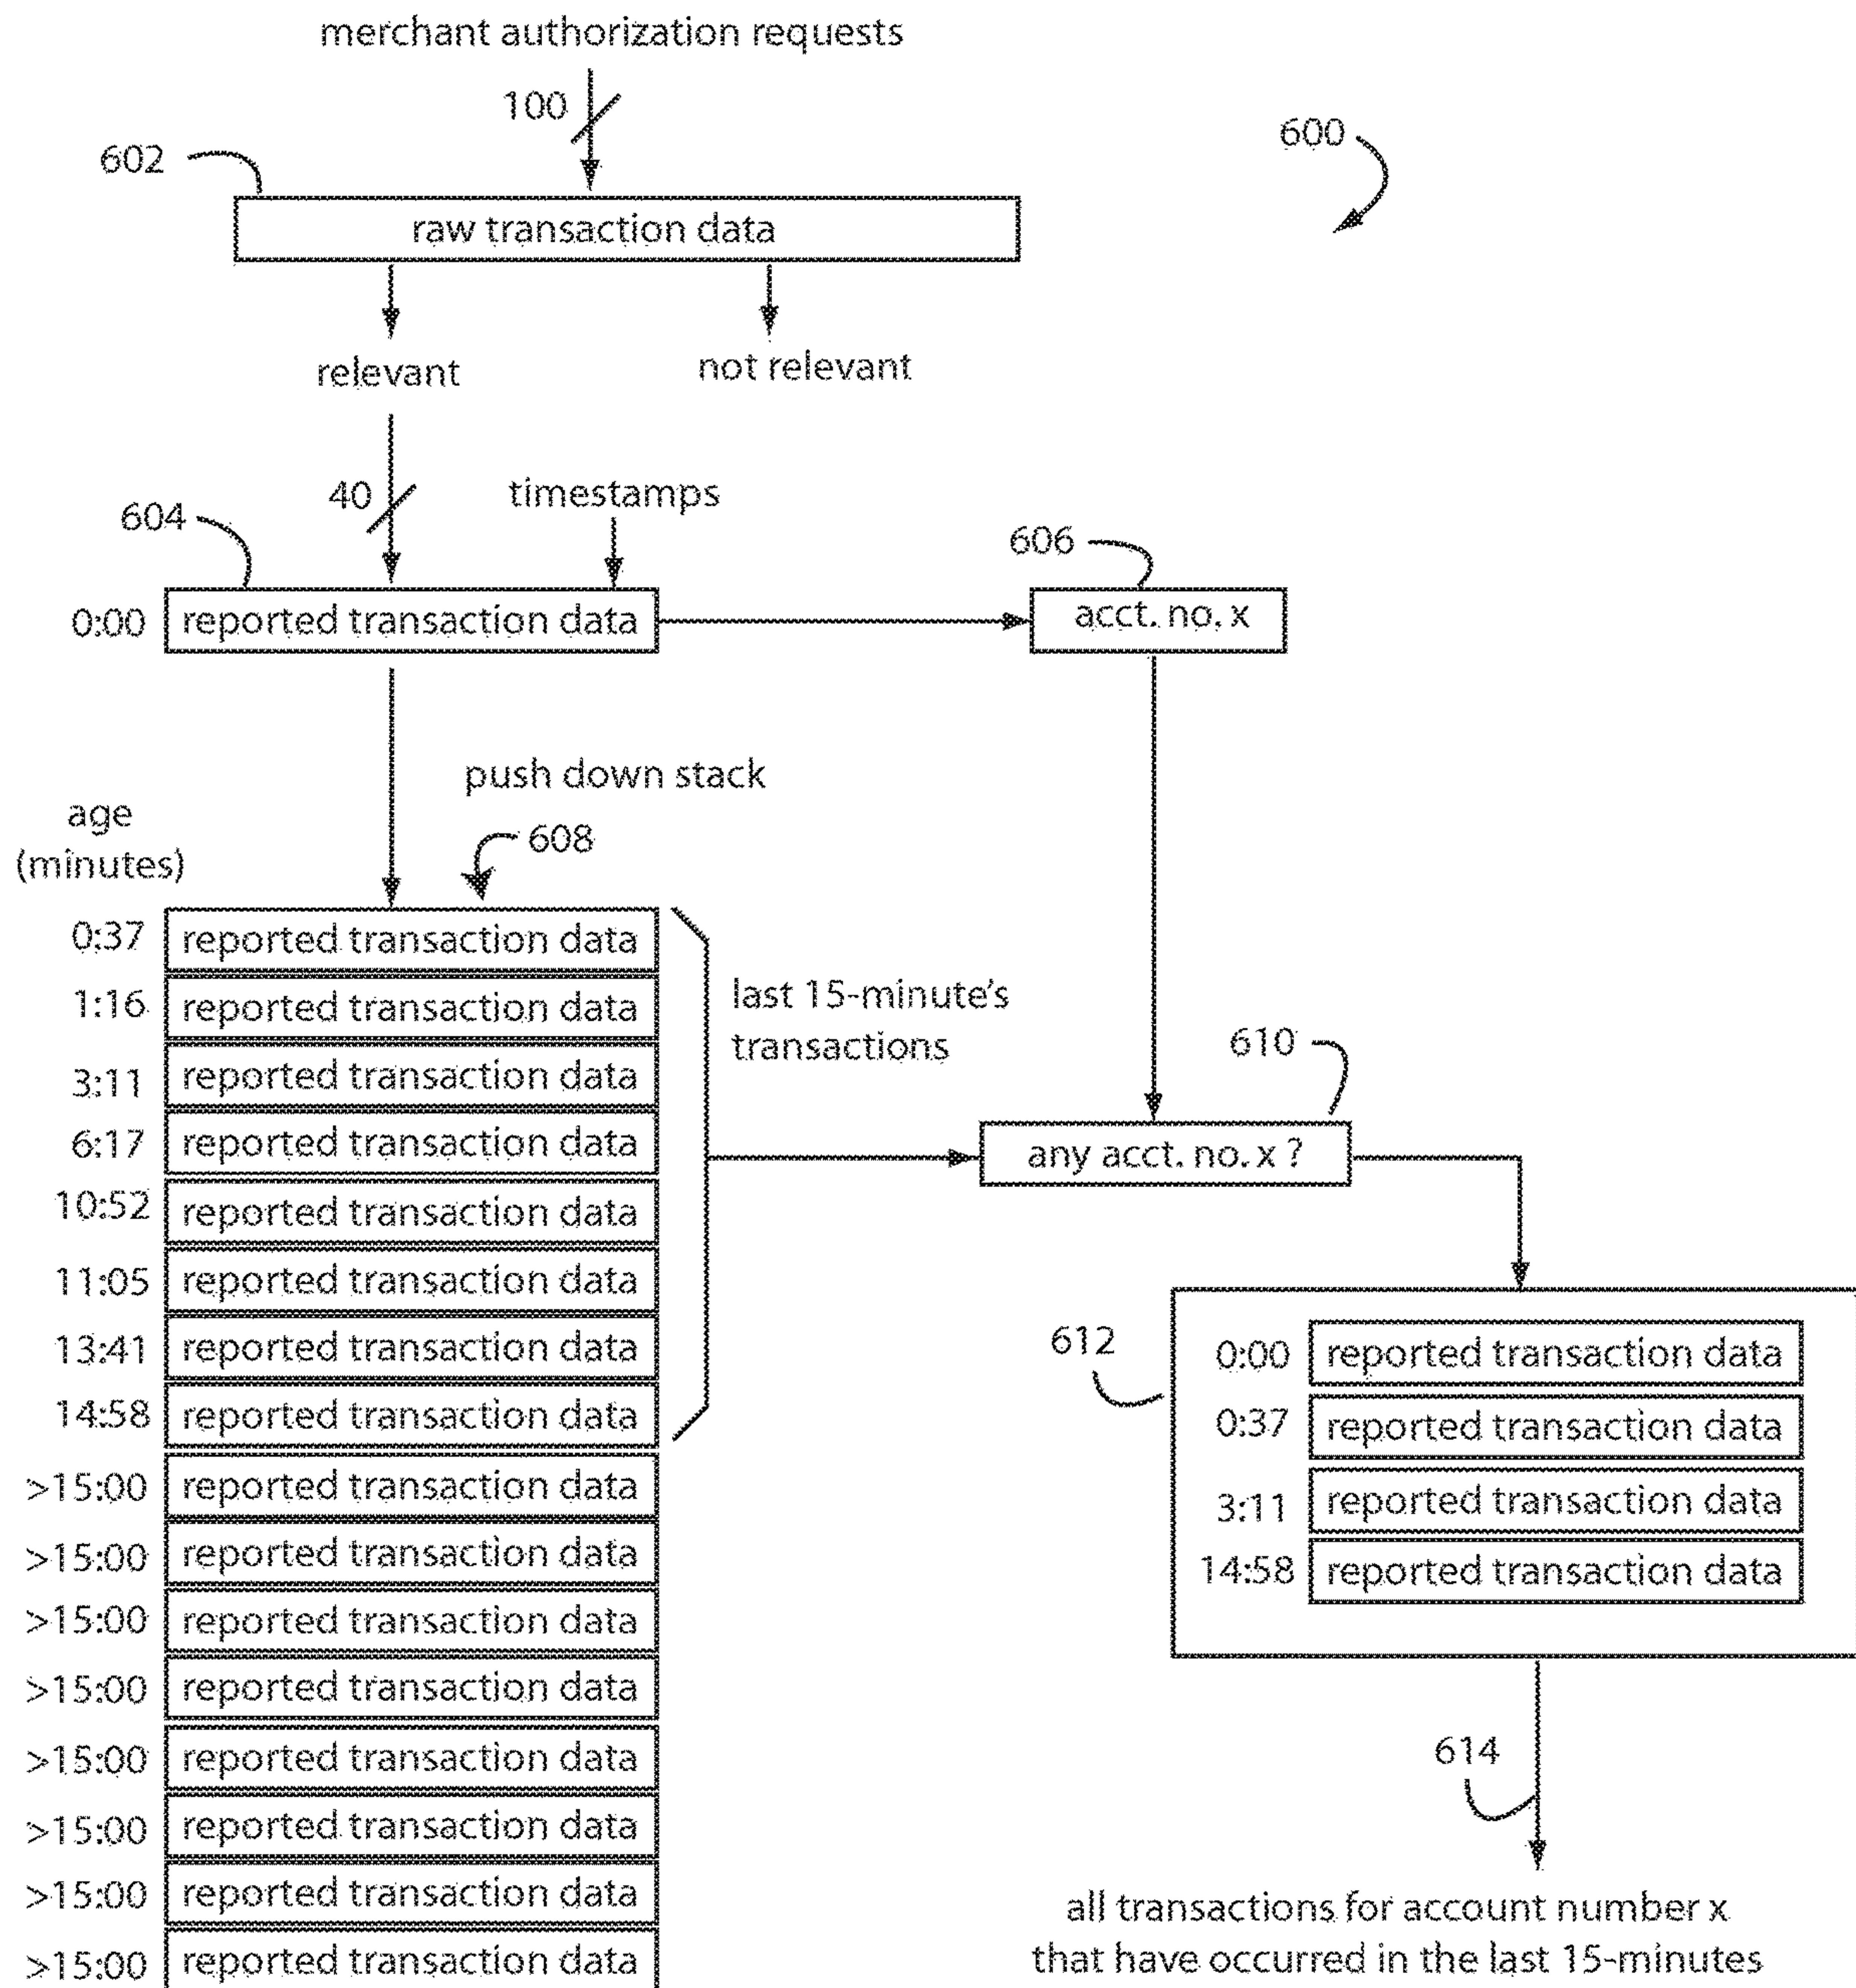 merchant authorization requests
100
600
602
raw transaction data
relevant
not relevant
40
timestamps
604
606
0:00
reported transaction data
acct. no. x
push down stack
608
age
(minutes)
0:37
reported transaction data
1:16
reported transaction data
last 15-minute's
transactions
3:11
reported transaction data
610
6:17
reported transaction data
any acct. no. x ?
10:52
reported transaction data
11:05
reported transaction data
13:41
reported transaction data
14:58
reported transaction data
612
0:00
reported transaction data
0:37
reported transaction data
3:11
reported transaction data
14:58
reported transaction data
>15:00
reported transaction data
>15:00
reported transaction data
>15:00
reported transaction data
>15:00
reported transaction data
>15:00
reported transaction data
>15:00
reported transaction data
>15:00
reported transaction data
>15:00
reported transaction data
614
all transactions for account number x
that have occurred in the last 15-minutes